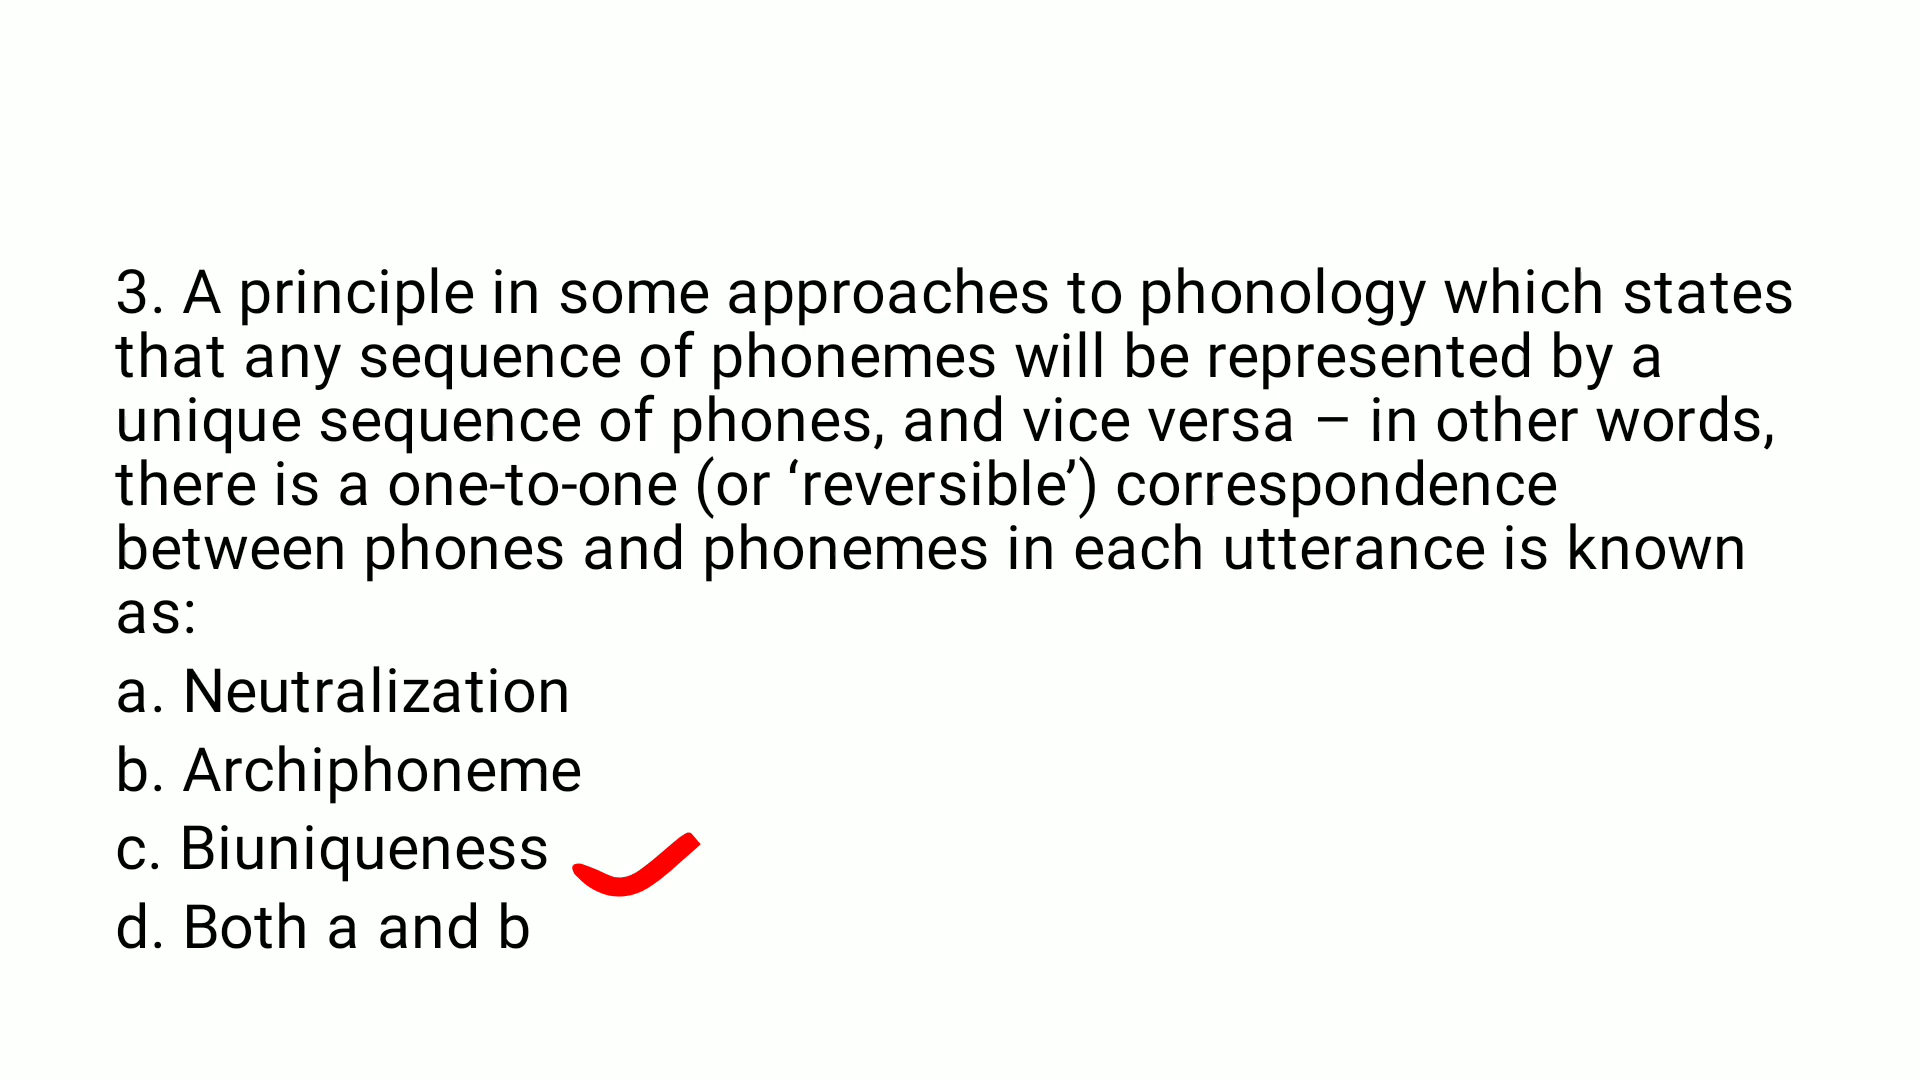 3. A principle in some approaches to phonology which states
that any sequence of phonemes will be represented by a
unique sequence of phones, and vice versa – in other words,
there is a one-to-one (or ‘reversible’) correspondence
between phones and phonemes in each utterance is known
as:
a. Neutralization
b. Archiphoneme
c. Biuniqueness
d. Both a and b